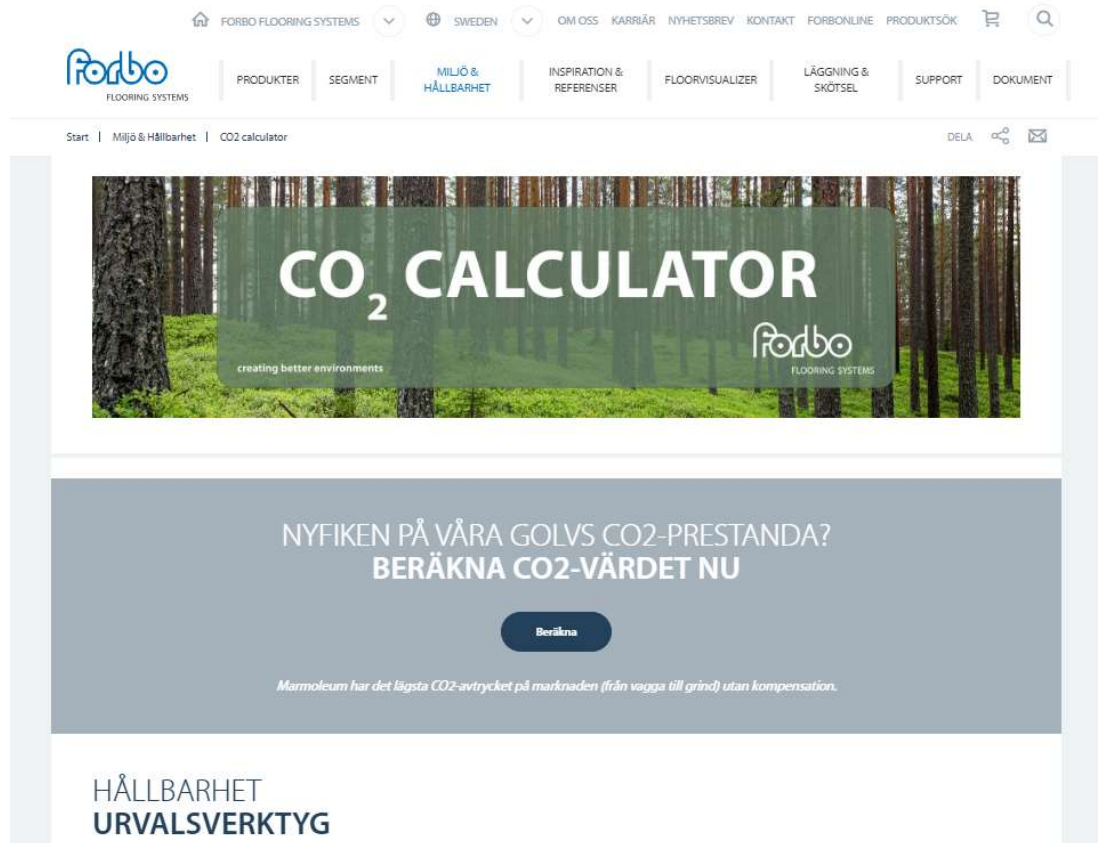 FORBO FLOORING SYSTEMS SWEDEN OM OSS KARRIÄR NYHETSBREV KONTAKT FORBONLINE PRODUKTSÖK
Forbo
FLOORING SYSTEMS
PRODUKTER SEGMENT MILJÖ & HÅLLBARHET INSPIRATION & REFERENSER FLOORVISUALIZER LÄGGNING & SKÖTSEL SUPPORT DOKUMENT
Start | Miljö & Hållbarhet | CO2 calculator DELA
CO2 CALCULATOR
Forbo
creating better environments FLOORING SYSTEMS
NYFIKEN PÅ VÅRA GOLVS CO2-PRESTANDA?
BERÄKNA CO2-VÄRDET NU
Beräkna
Marmoleum har det lägsta CO2-avtrycket på marknaden (från vagga till grind) utan kompensation.
HÅLLBARHET
URVALSVERKTYG